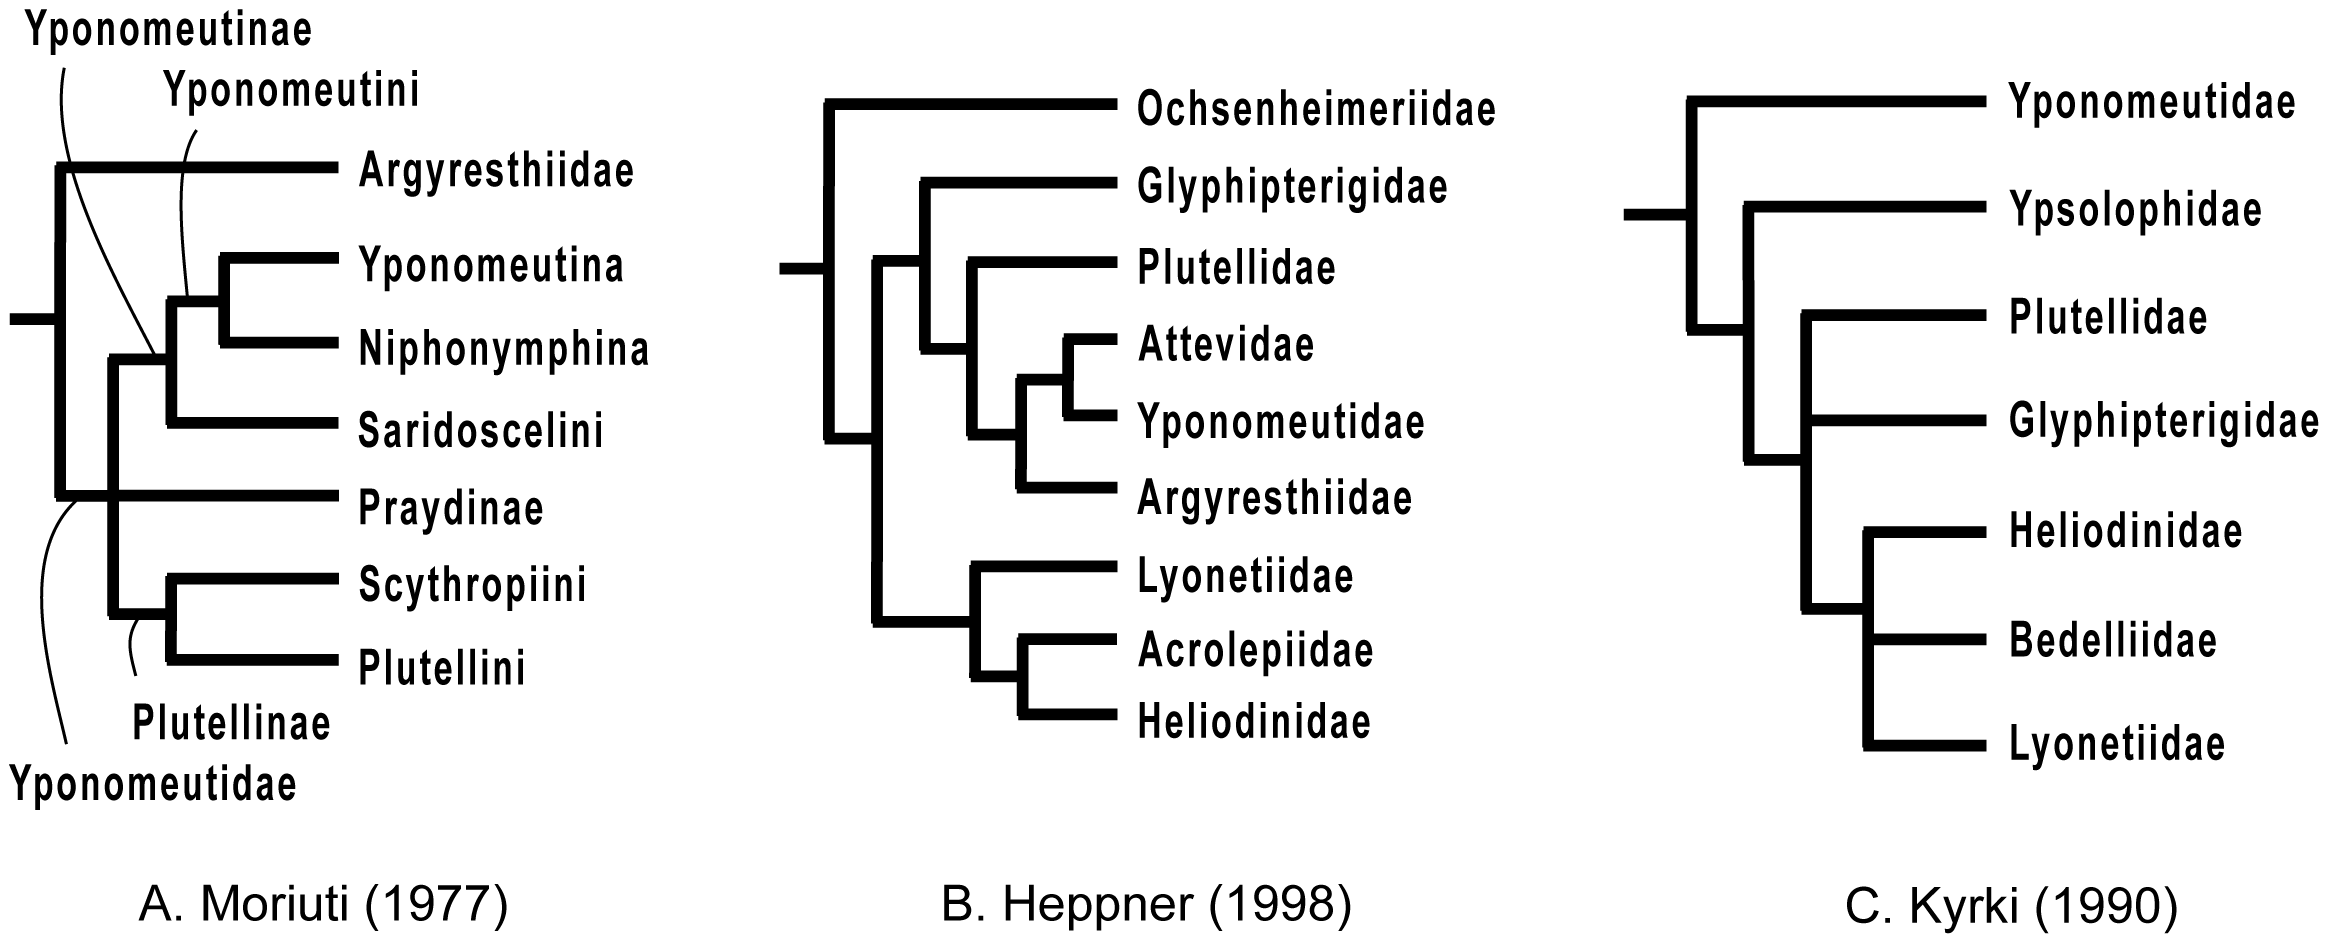 Yponomeutinae
Yponomeutini
Argyresthiidae
Yponomeutina
Niphonymphina
Saridoscelini
Praydinae
Scythropiini
Plutellini
Plutellinae
Yponomeutidae
A. Moriuti (1977)
Ochsenheimeriidae
Glyphipterigidae
Plutellidae
Attevidae
Yponomeutidae
Argyresthiidae
Lyonetiidae
Acrolepiidae
Heliodinidae
B. Heppner (1998)
Yponomeutidae
Ypsolophidae
Plutellidae
Glyphipterigidae
Heliodinidae
Bedelliidae
Lyonetiidae
C. Kyrki (1990)